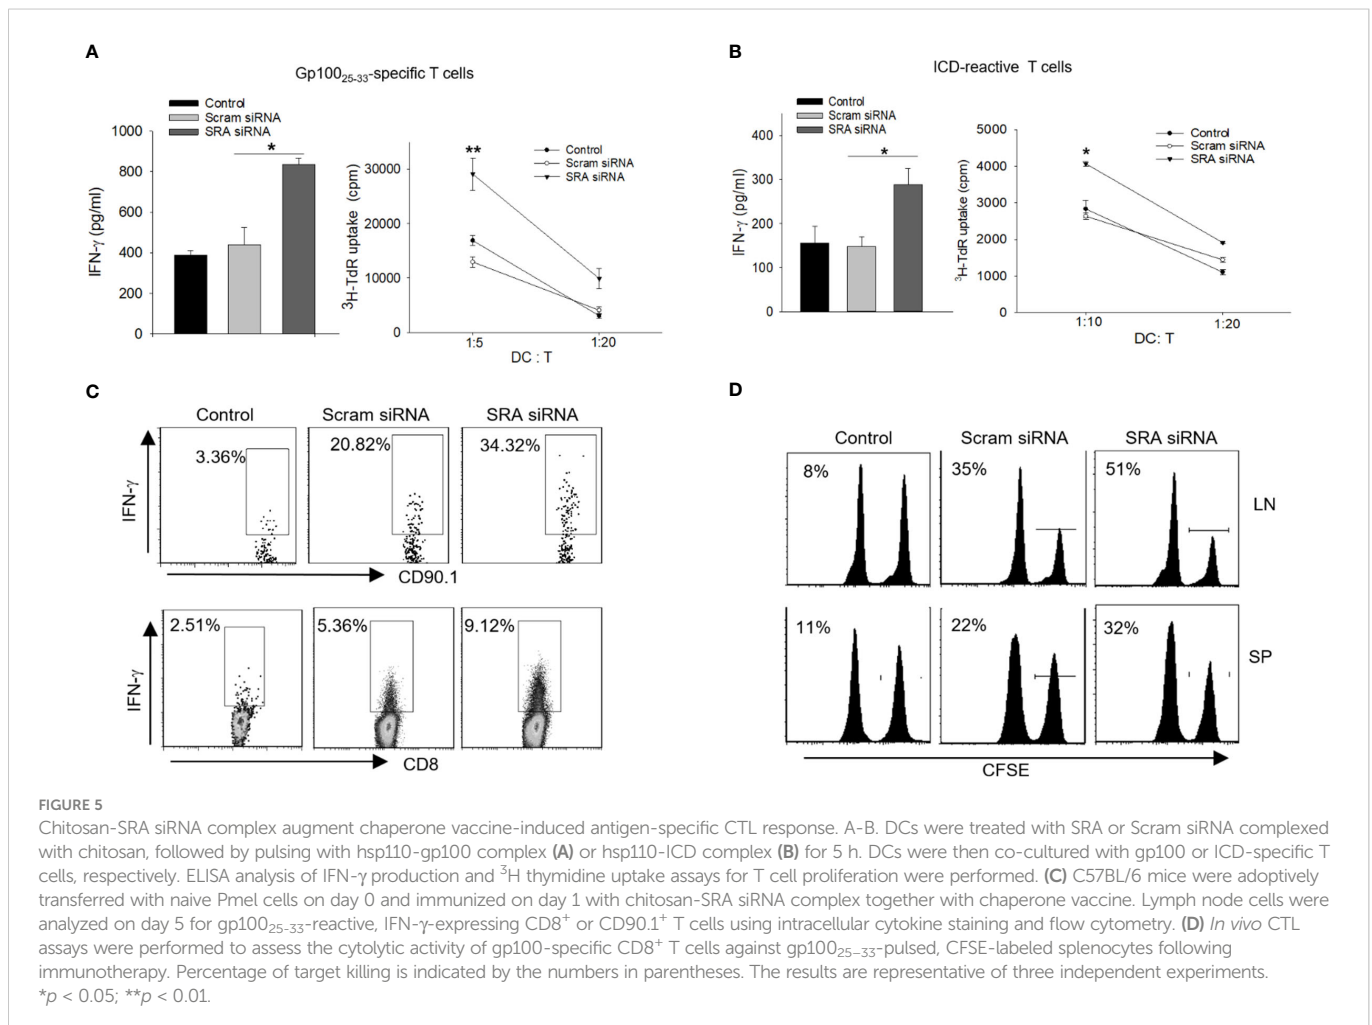 A
Gp100₂₅₋₃₃-specific T cells
Control
Scram siRNA
SRA siRNA
1000
800
600
400
200
0
IFN-γ (pg/ml)
*
30000
20000
10000
0
³H-TdR uptake (cpm)
**
Control
Scram siRNA
SRA siRNA
1:5
1:20
DC : T
B
ICD-reactive T cells
Control
Scram siRNA
SRA siRNA
400
300
200
100
0
IFN-γ (pg/ml)
*
5000
4000
3000
2000
1000
0
³H-TdR uptake (cpm)
*
Control
Scram siRNA
SRA siRNA
1:10
1:20
DC: T
C
Control
Scram siRNA
SRA siRNA
3.36%
20.82%
34.32%
IFN-γ
CD90.1
2.51%
5.36%
9.12%
IFN-γ
CD8
D
Control
Scram siRNA
SRA siRNA
8%
35%
51%
LN
11%
22%
32%
SP
CFSE
FIGURE 5
Chitosan-SRA siRNA complex augment chaperone vaccine-induced antigen-specific CTL response. A-B. DCs were treated with SRA or Scram siRNA complexed
with chitosan, followed by pulsing with hsp110-gp100 complex (A) or hsp110-ICD complex (B) for 5 h. DCs were then co-cultured with gp100 or ICD-specific T
cells, respectively. ELISA analysis of IFN-γ production and ³H thymidine uptake assays for T cell proliferation were performed. (C) C57BL/6 mice were adoptively
transferred with naive Pmel cells on day 0 and immunized on day 1 with chitosan-SRA siRNA complex together with chaperone vaccine. Lymph node cells were
analyzed on day 5 for gp100₂₅₋₃₃-reactive, IFN-γ-expressing CD8⁺ or CD90.1⁺ T cells using intracellular cytokine staining and flow cytometry. (D) In vivo CTL
assays were performed to assess the cytolytic activity of gp100-specific CD8⁺ T cells against gp100₂₅₋₃₃-pulsed, CFSE-labeled splenocytes following
immunotherapy. Percentage of target killing is indicated by the numbers in parentheses. The results are representative of three independent experiments.
*p < 0.05; **p < 0.01.